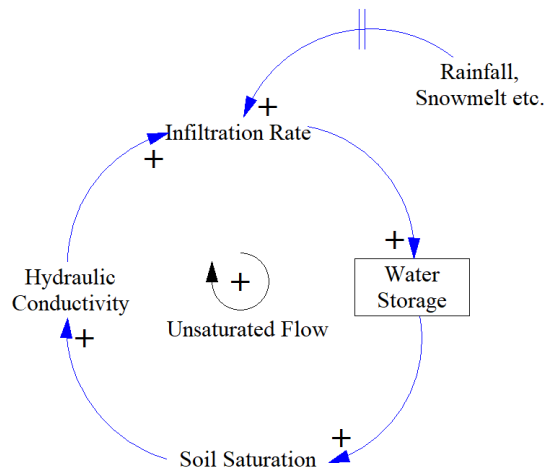 Rainfall,
Snowmelt etc.
+
Infiltration Rate
+
+
Water
Storage
Hydraulic
Conductivity
+
Unsaturated Flow
+
+
Soil Saturation